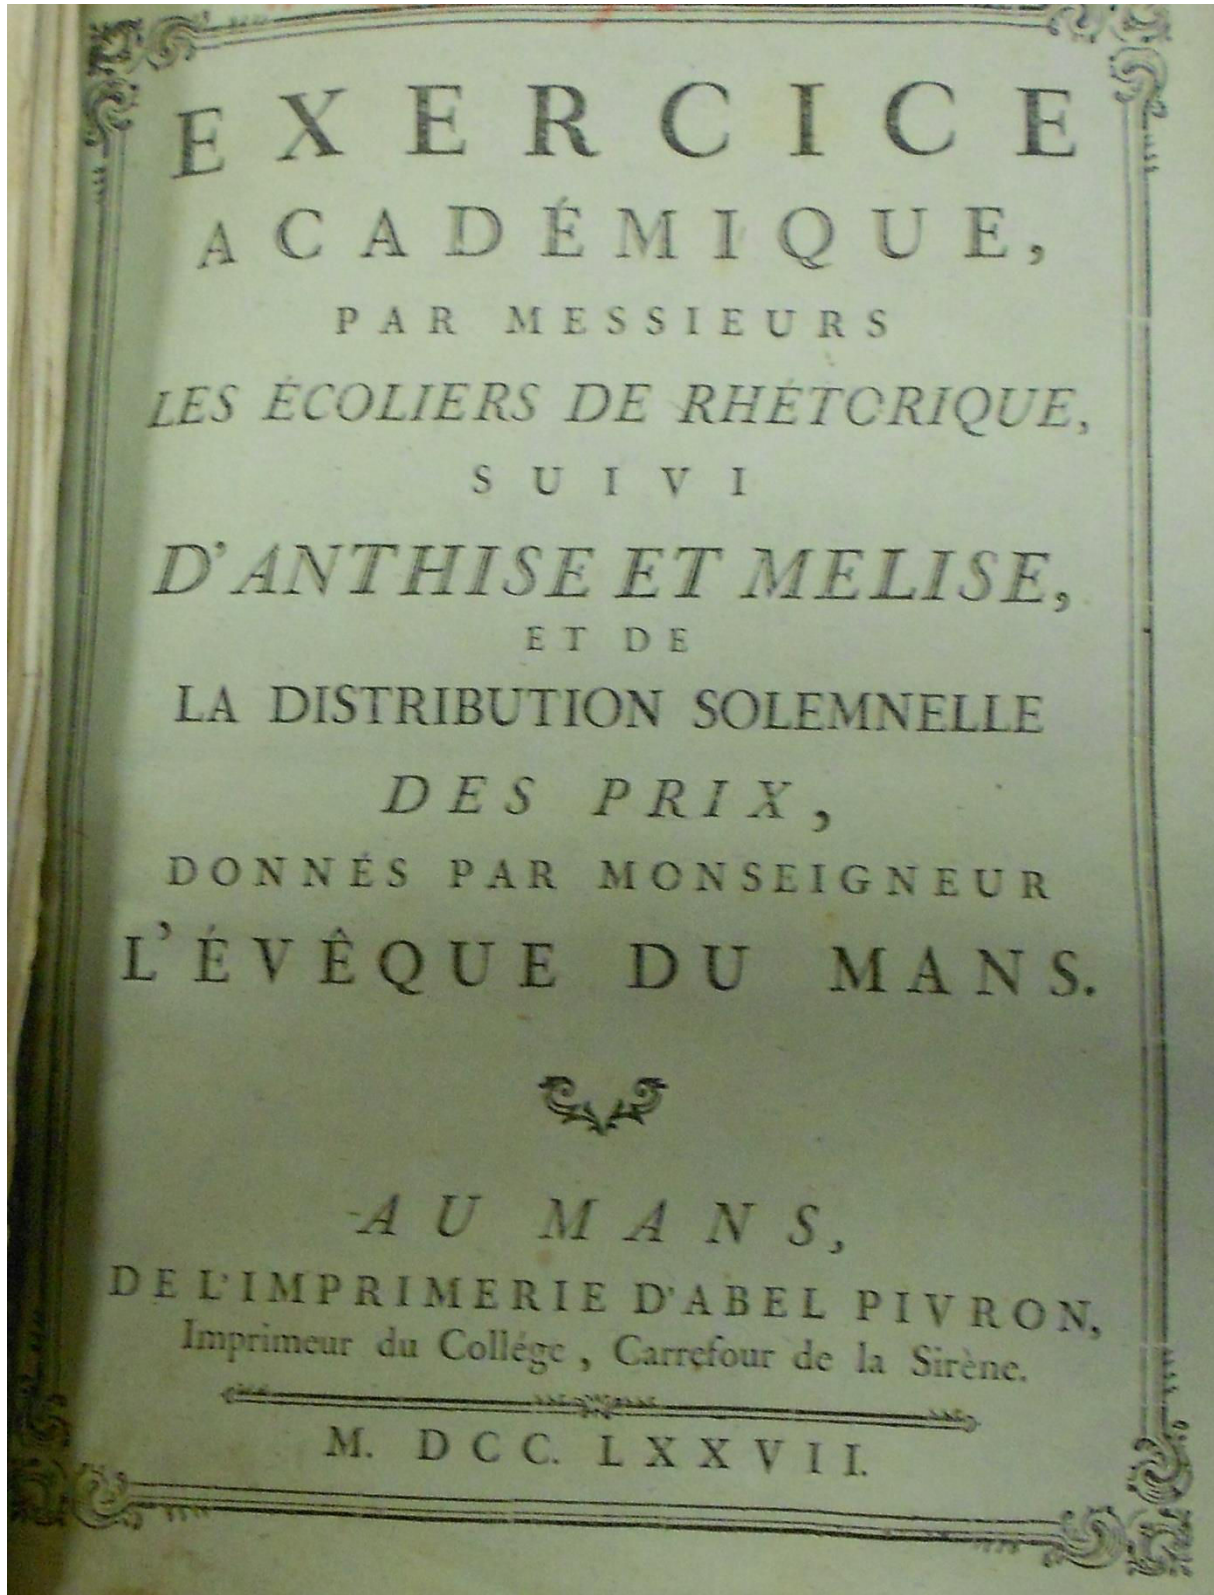 EXERCICE
ACADÉMIQUE,
PAR MESSIEURS
LES ÉCOLIERS DE RHÉTORIQUE,
SUIVI
D'ANTHISE ET MELISE,
ET DE
LA DISTRIBUTION SOLEMNELLE
DES PRIX,
DONNÉS PAR MONSEIGNEUR
L'ÉVÊQUE DU MANS.
AU MANS,
DE L'IMPRIMERIE D'ABEL PIVRON,
Imprimeur du Collége, Carrefour de la Sirène.
M. DCC. LXXVII.